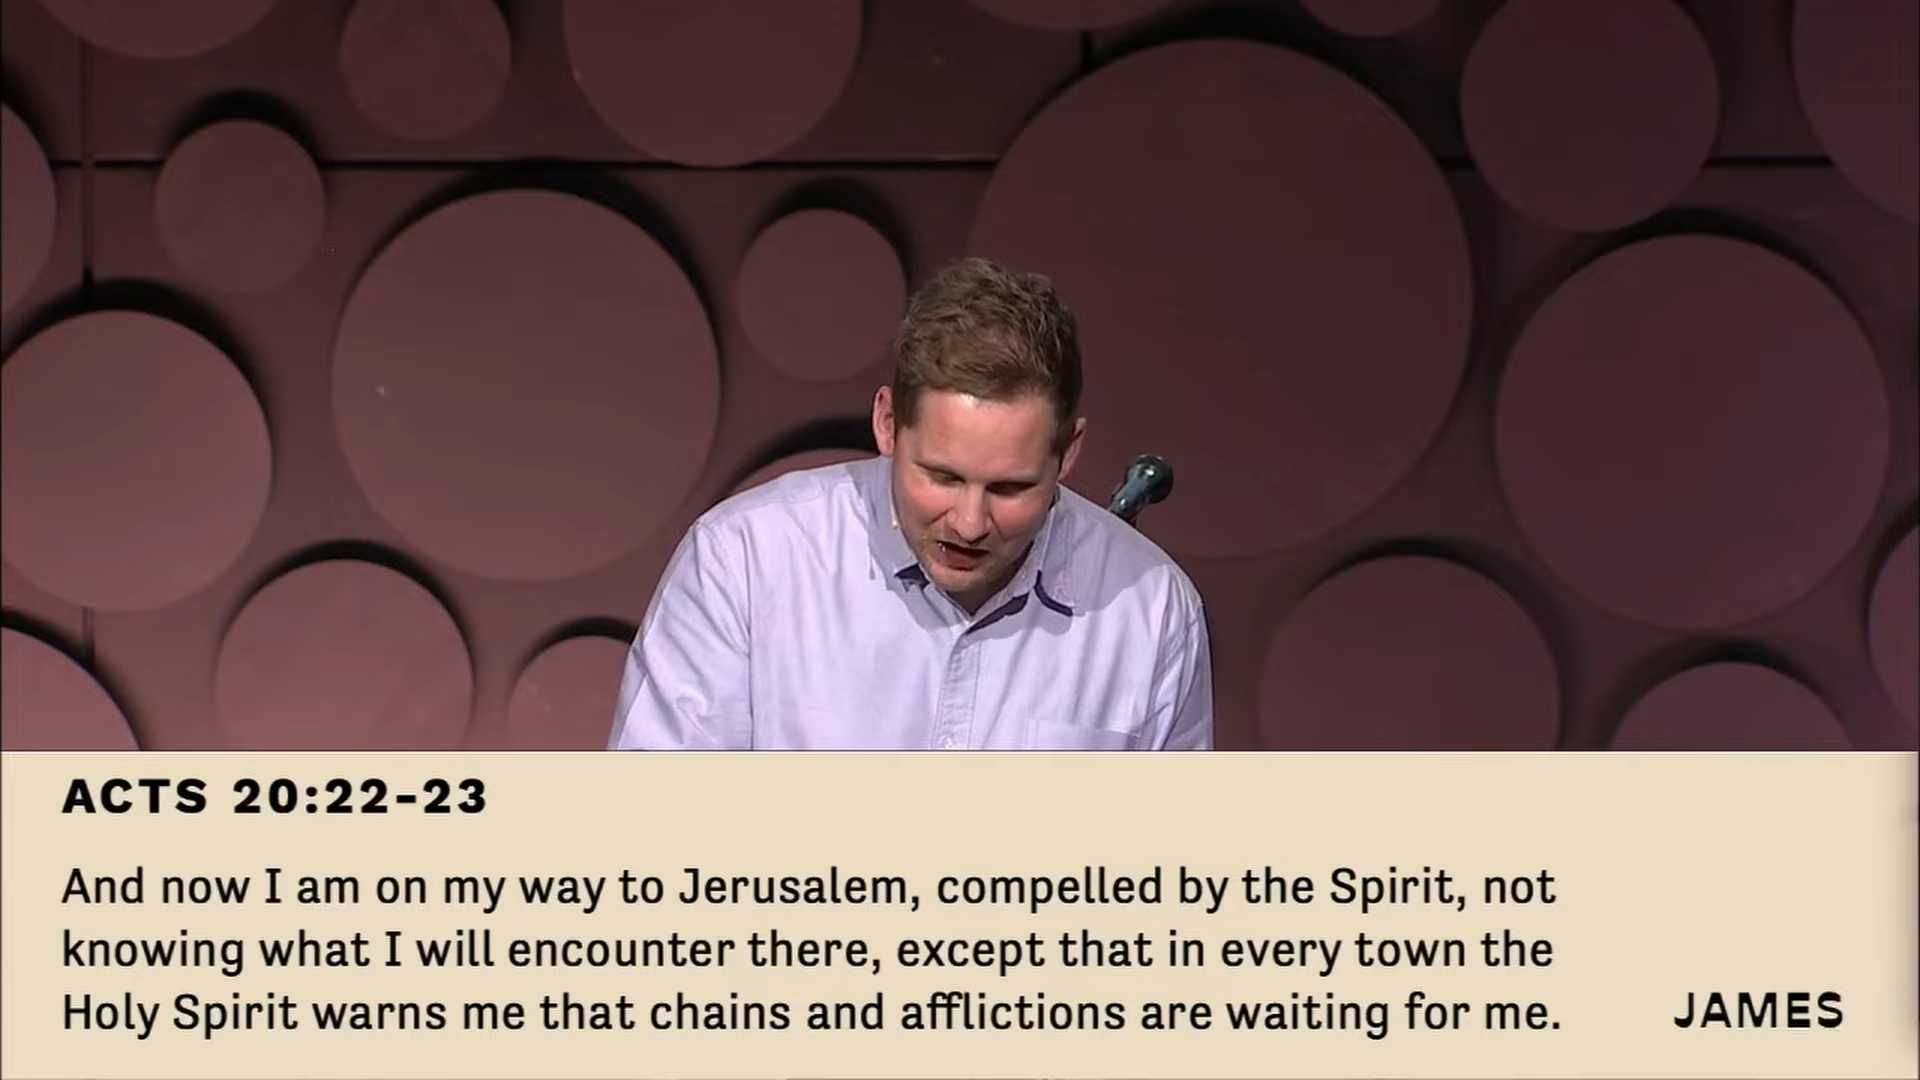 ACTS 20:22-23
And now I am on my way to Jerusalem, compelled by the Spirit, not
knowing what I will encounter there, except that in every town the
Holy Spirit warns me that chains and afflictions are waiting for me.
JAMES